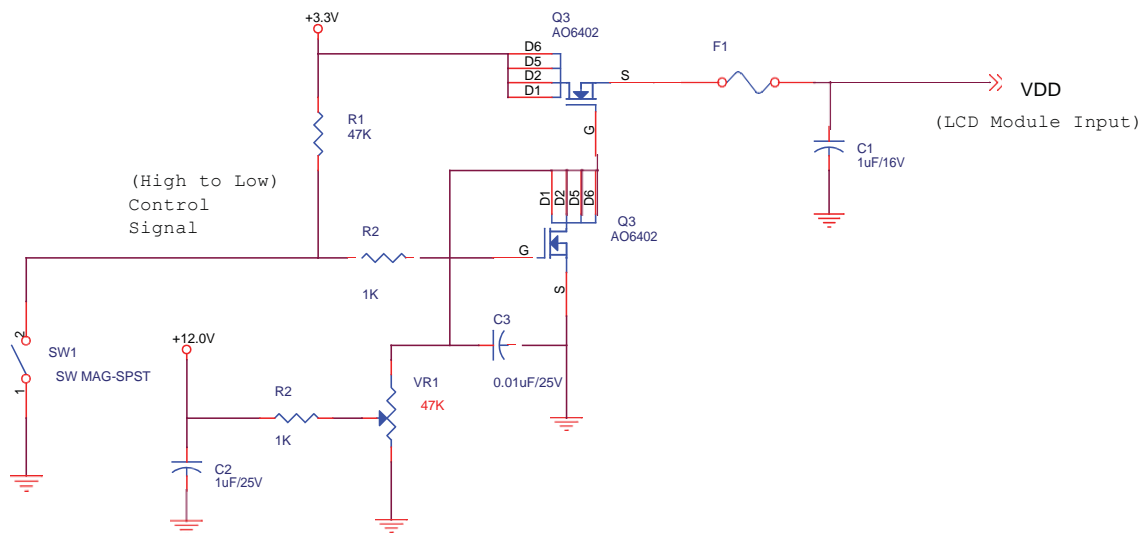 +3.3V
Q3
AO6402
D6
D5
D2
D1
S
G
F1
VDD
(LCD Module Input)
R1
47K
C1
1uF/16V
(High to Low)
Control
Signal
D1
D2
D5
D6
Q3
AO6402
R2
1K
G
S
2
SW1
SW MAG-SPST
1
+12.0V
C3
0.01uF/25V
R2
1K
VR1
47K
C2
1uF/25V